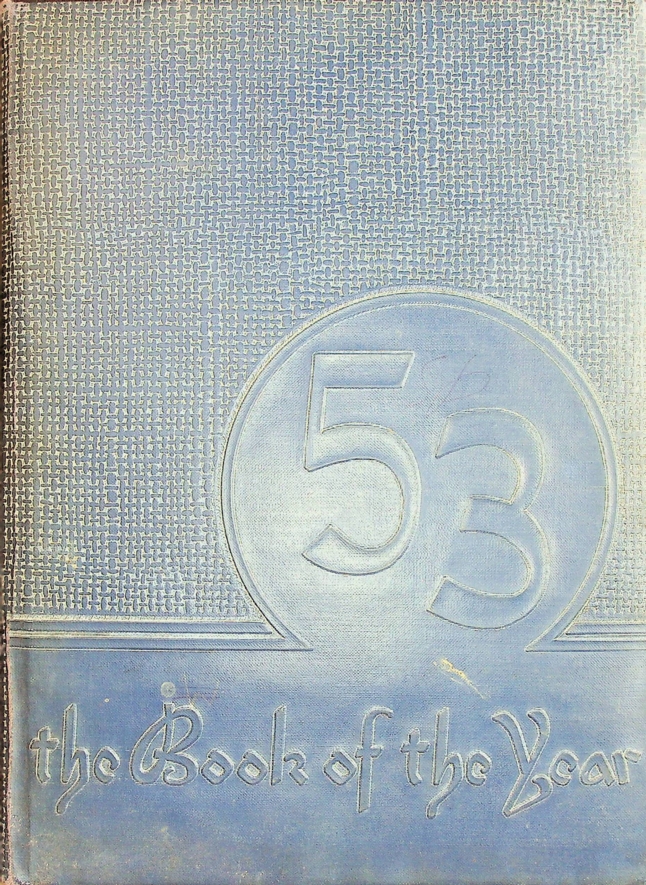 53
the Book of the Year